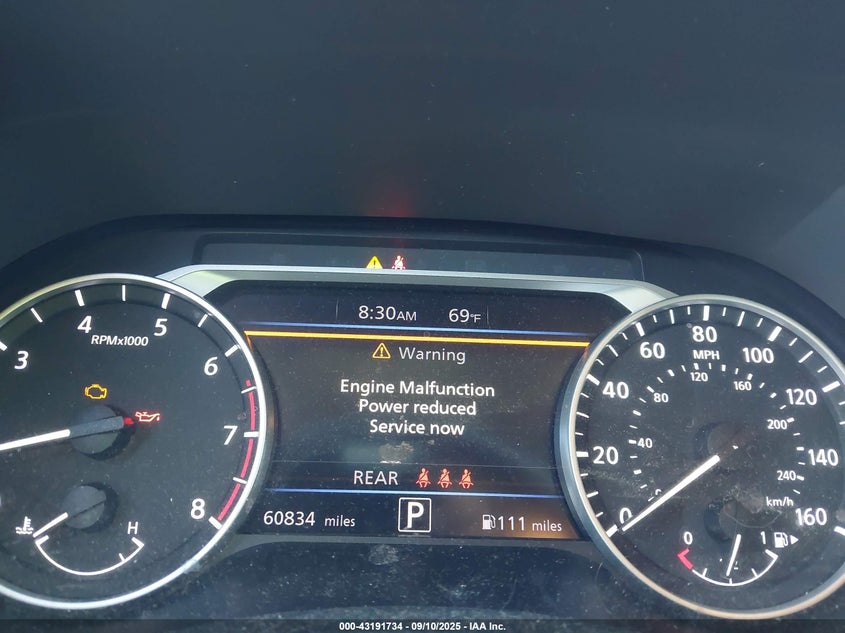 8:30AM 69°F
Warning
Engine Malfunction
Power reduced
Service now
REAR
60834 miles P 111 miles
3 4 5 6 7 8
RPMx1000
H
0 20 40 60 80 100 120 140 160
MPH
40 80 120 160 200 240
km/h
0 1
000-43191734 - 09/10/2025 - IAA Inc.